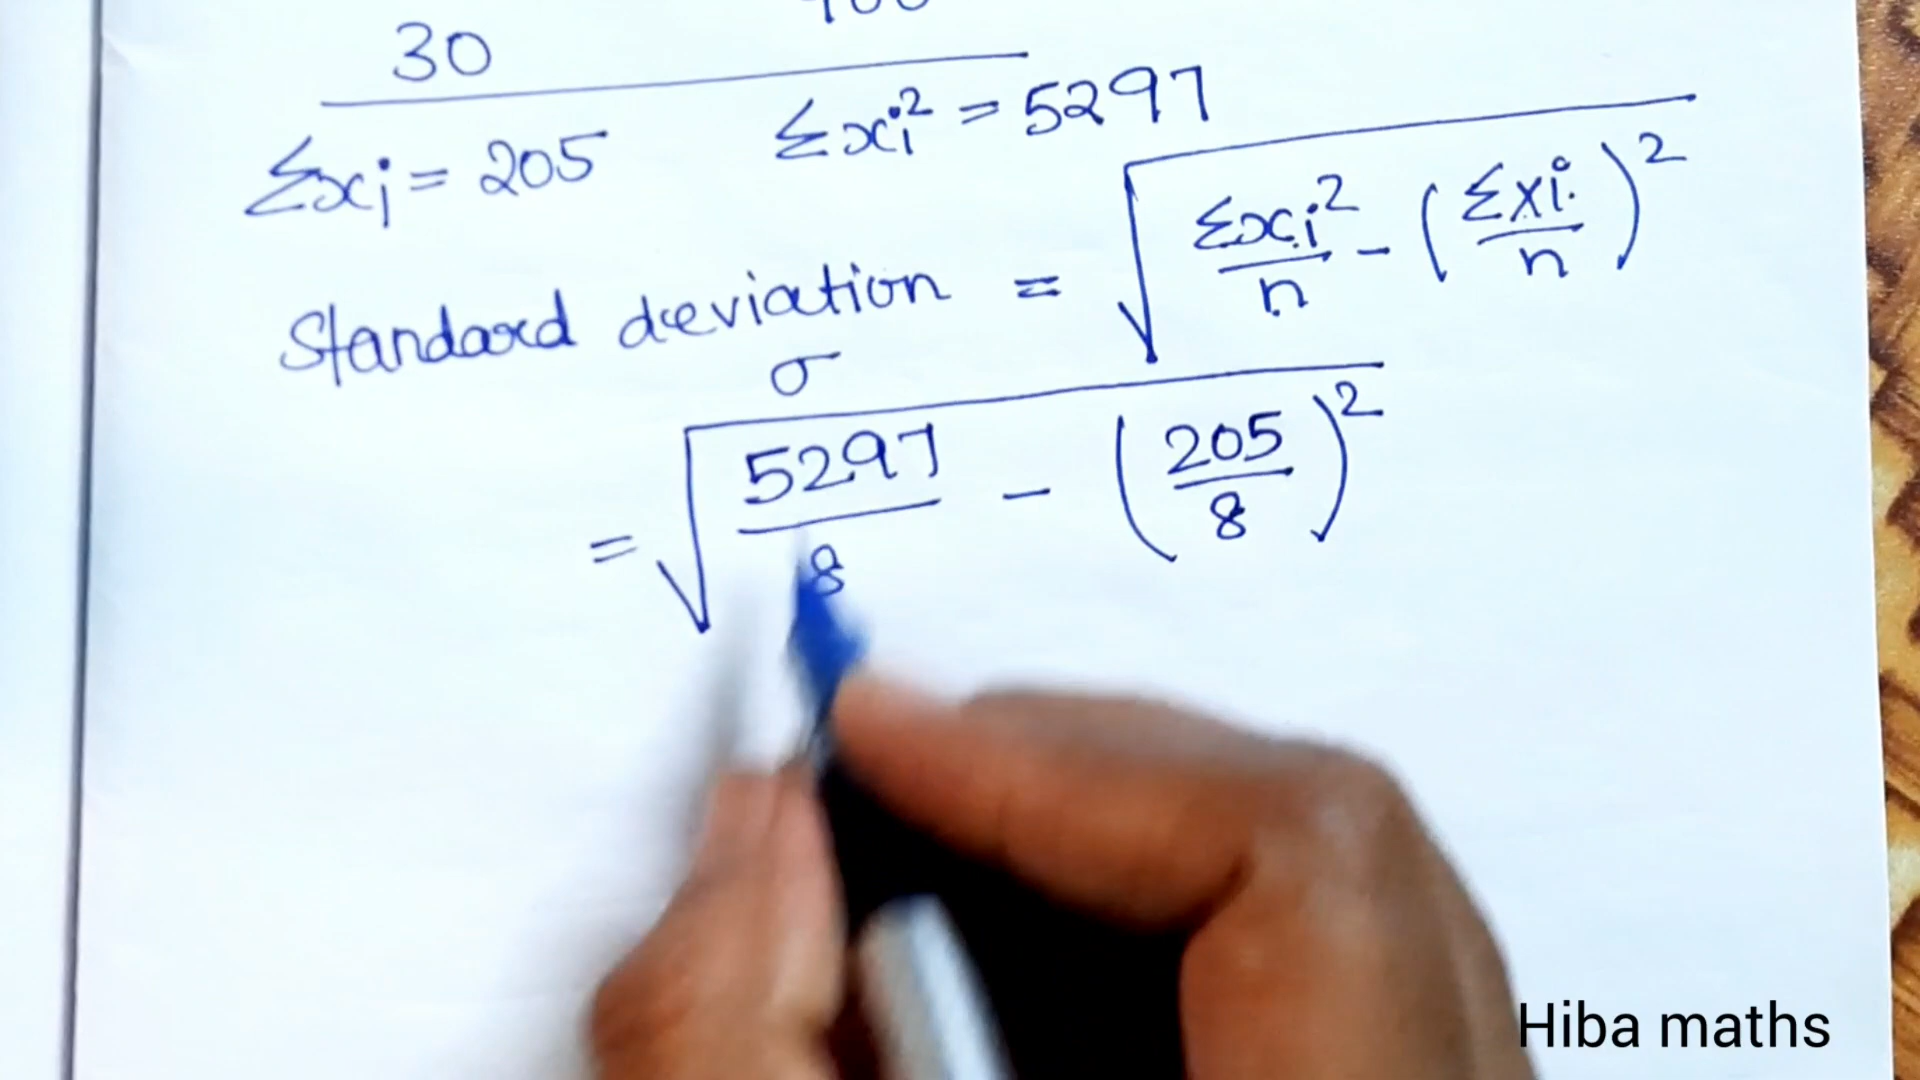 30
Σxi = 205 Σxi² = 5297
Standard deviation = √(Σxi²/n - (Σxi/n)²)
σ
= √(5297/8 - (205/8)²)
Hiba maths